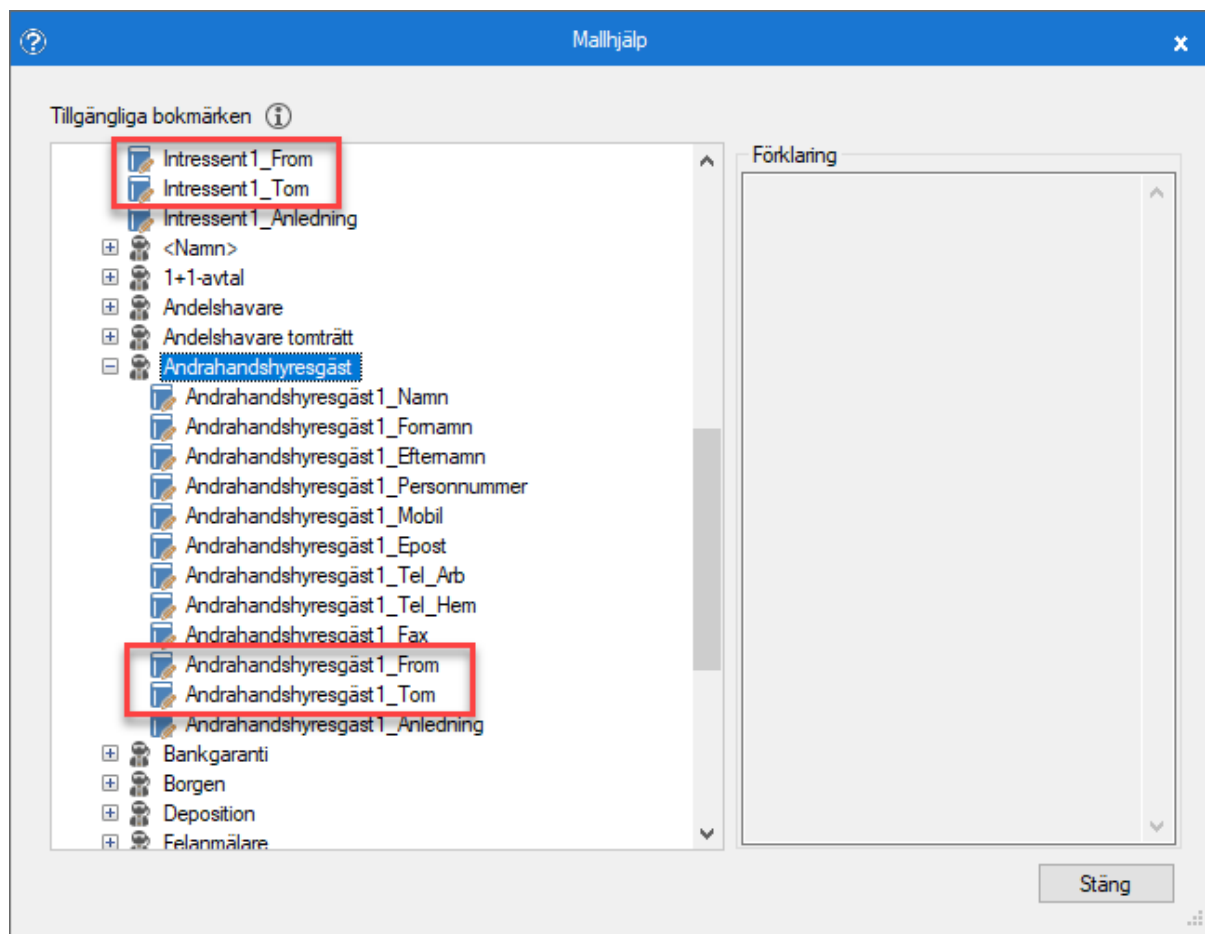 Mallhjälp
Tillgängliga bokmärken
Förklaring
Intressent1_From
Intressent1_Tom
Intressent1_Anledning
<Namn>
1+1-avtal
Andelshavare
Andelshavare tomträtt
Andrahandshyresgäst
Andrahandshyresgäst1_Namn
Andrahandshyresgäst1_Fornamn
Andrahandshyresgäst1_Efternamn
Andrahandshyresgäst1_Personnummer
Andrahandshyresgäst1_Mobil
Andrahandshyresgäst1_Epost
Andrahandshyresgäst1_Tel_Arb
Andrahandshyresgäst1_Tel_Hem
Andrahandshyresgäst1_Fax
Andrahandshyresgäst1_From
Andrahandshyresgäst1_Tom
Andrahandshyresgäst1_Anledning
Bankgaranti
Borgen
Deposition
Felanmälare
Stäng